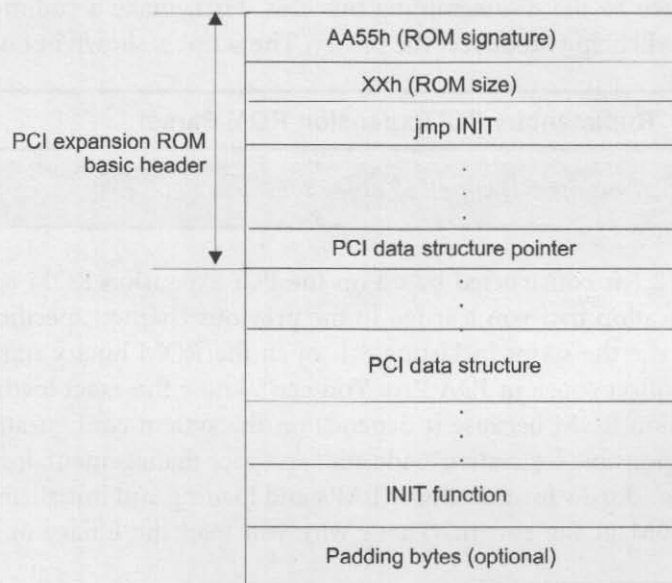 AA55h (ROM signature)
XXh (ROM size)
jmp INIT
PCI expansion ROM
basic header
PCI data structure pointer
PCI data structure
INIT function
Padding bytes (optional)